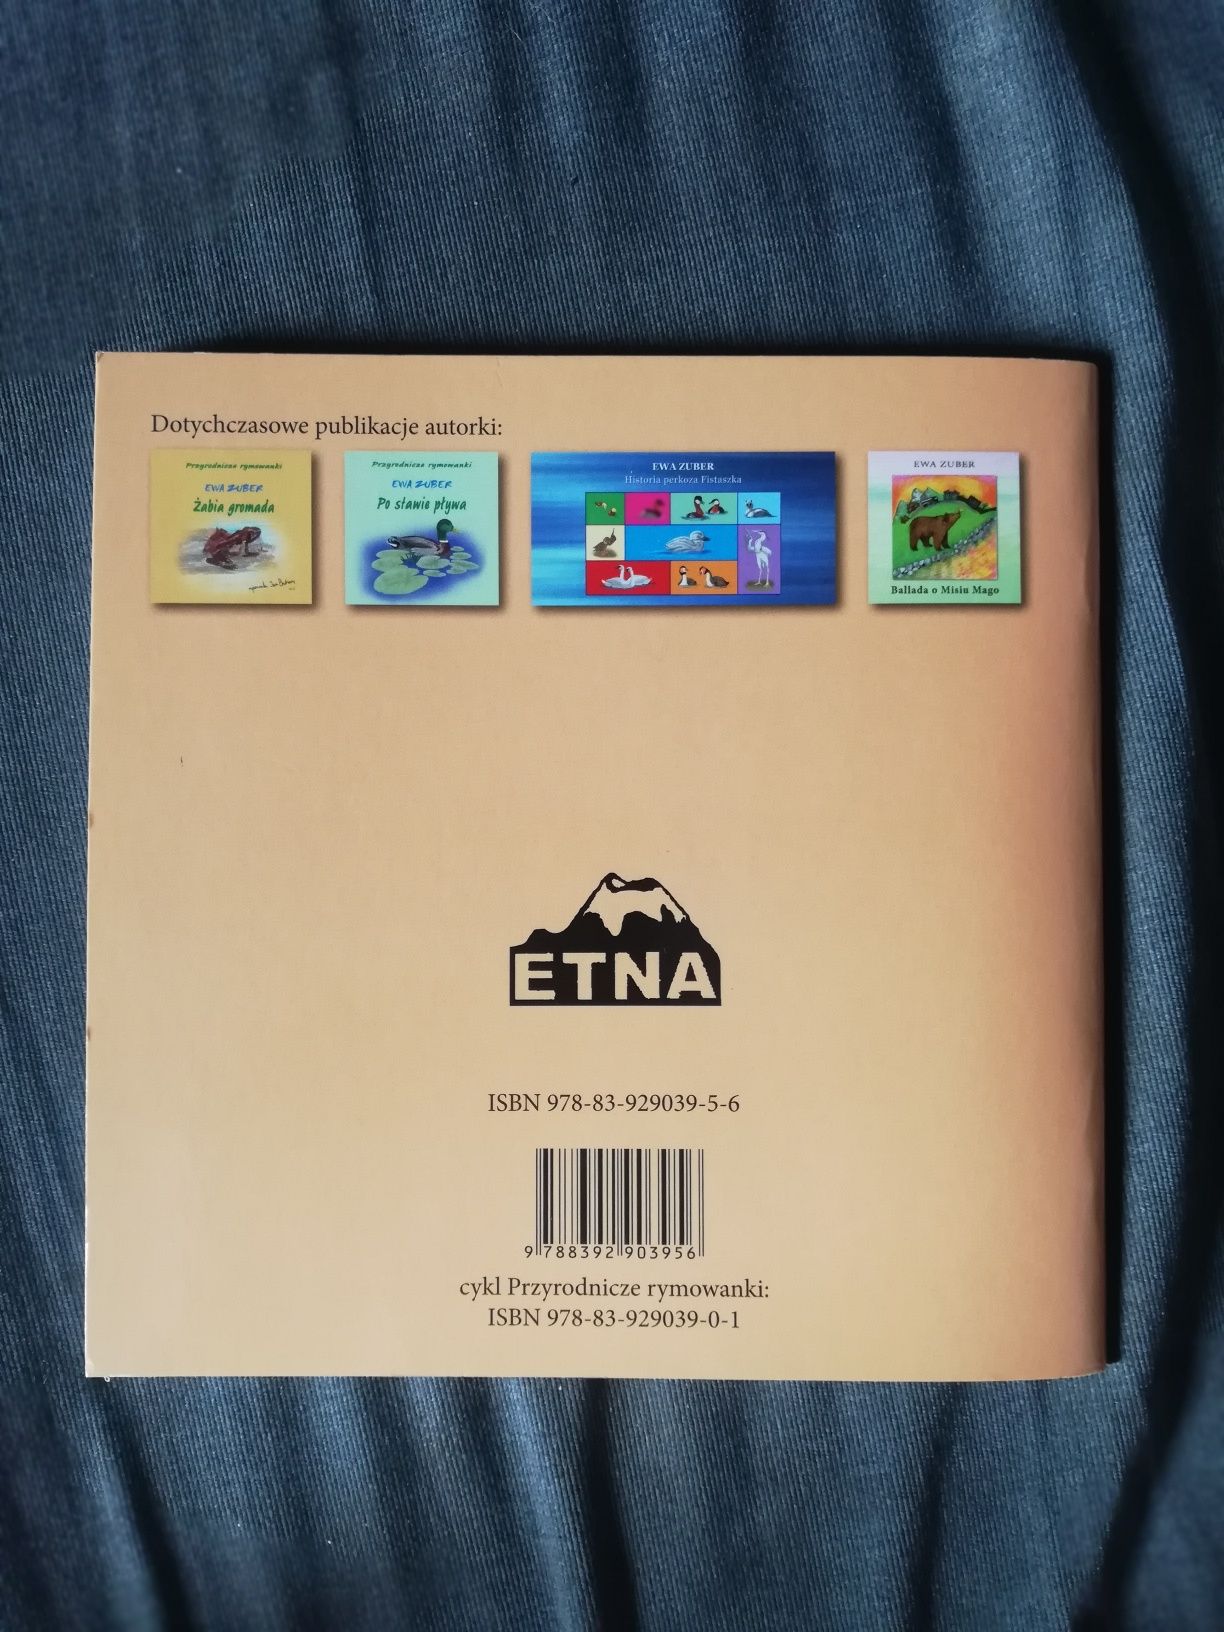 Dotychczasowe publikacje autorki:
Przyrodnicze rymowanki
EWA ZUBER
Żabia gromada
Przyrodnicze rymowanki
EWA ZUBER
Po stawie pływa
EWA ZUBER
Historia perkoza Fistaszka
EWA ZUBER
Ballada o Misiu Mago
ETNA
ISBN 978-83-929039-5-6
9 788392 903956
cykl Przyrodnicze rymowanki:
ISBN 978-83-929039-0-1